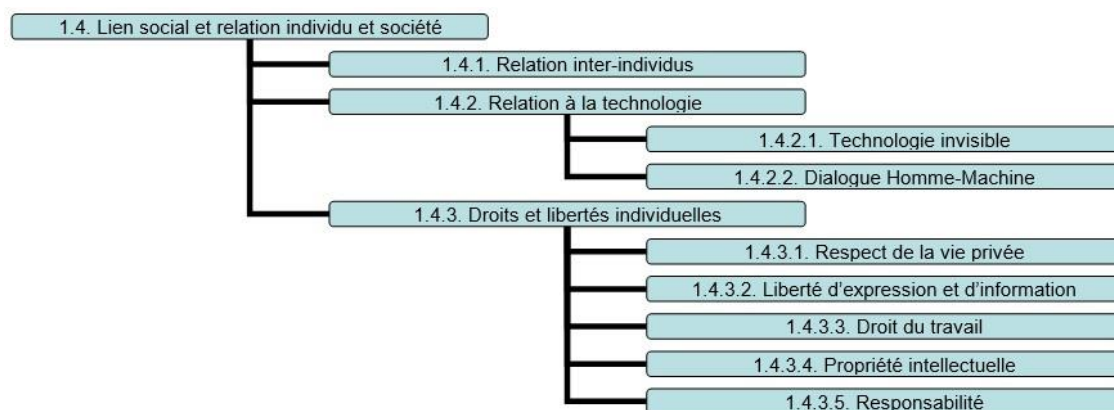 1.4. Lien social et relation individu et société
1.4.1. Relation inter-individus
1.4.2. Relation à la technologie
1.4.2.1. Technologie invisible
1.4.2.2. Dialogue Homme-Machine
1.4.3. Droits et libertés individuelles
1.4.3.1. Respect de la vie privée
1.4.3.2. Liberté d'expression et d'information
1.4.3.3. Droit du travail
1.4.3.4. Propriété intellectuelle
1.4.3.5. Responsabilité